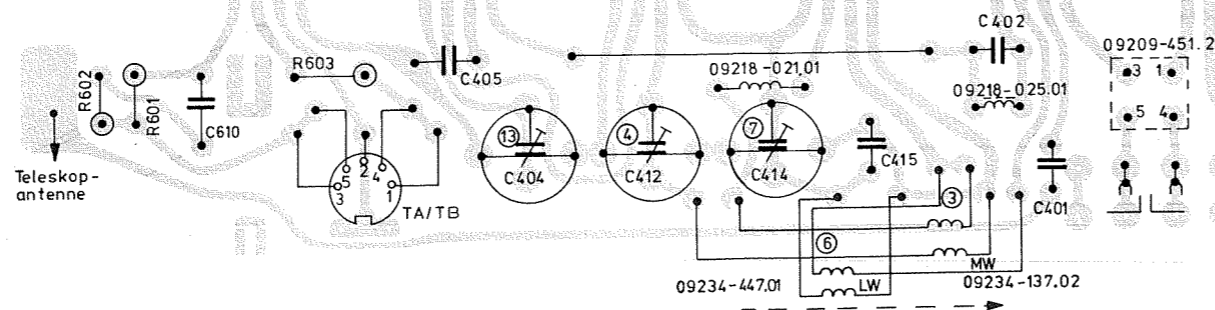 C402
09209-451.2
R602
R601
C610
R603
C405
09218-021.01
09218-025.01
3 1
5 4
Teleskop-
antenne
5 2 4
3 1
TA/TB
13
C404
4
C412
7
C414
C415
C401
3
6
MW
LW
09234-447.01
09234-137.02